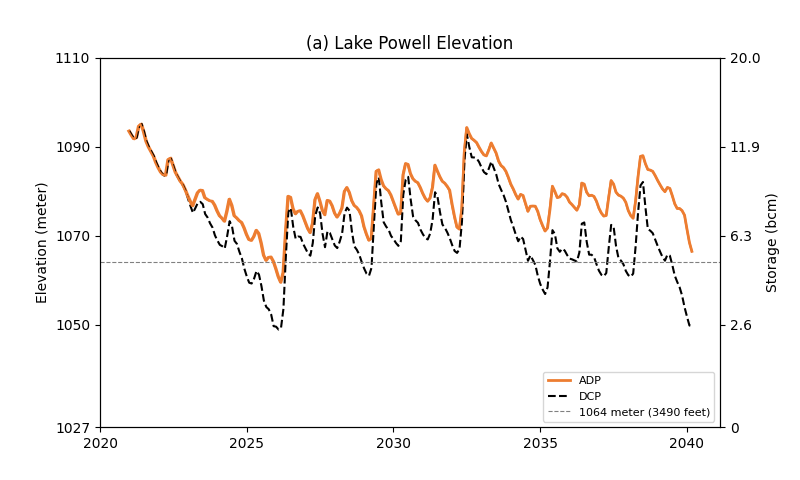 (a) Lake Powell Elevation
1110
1090
1070
1050
1027
Elevation (meter)
20.0
11.9
6.3
2.6
0
Storage (bcm)
2020
2025
2030
2035
2040
ADP
DCP
1064 meter (3490 feet)